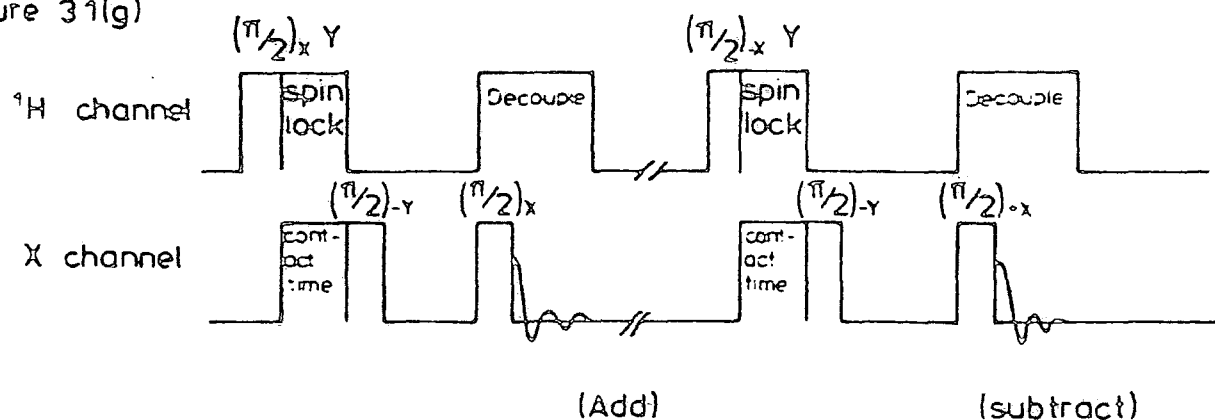 ure 31(g)
(π/2)X Y (π/2)-X Y
¹H channel
spin lock Decouple spin lock Decouple
(π/2)-Y (π/2)X (π/2)-Y (π/2)-X
X channel
cont-act time cont-act time
(Add) (subtract)